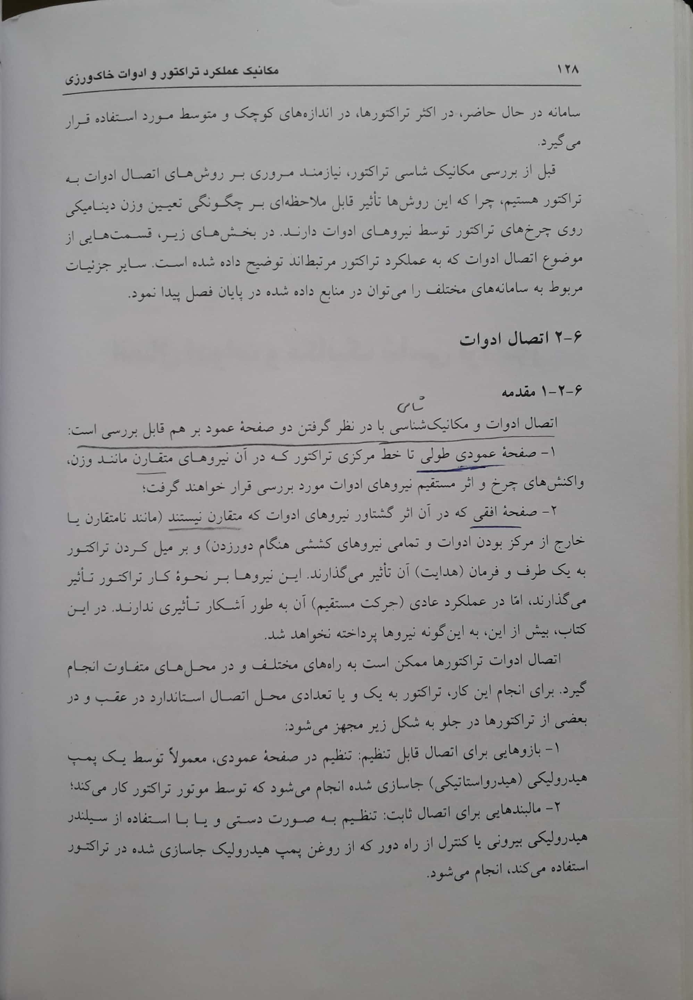 ۱۲۸
مکانیک عملکرد تراکتور و ادوات خاک‌ورزی
سامانه در حال حاضر، در اکثر تراکتورها، در اندازه‌های کوچک و متوسط مورد استفاده قرار
می‌گیرد.
قبل از بررسی مکانیک شاسی تراکتور، نیازمند مروری بر روش‌های اتصال ادوات به
تراکتور هستیم، چرا که این روش‌ها تأثیر قابل ملاحظه‌ای بر چگونگی تعیین وزن دینامیکی
روی چرخ‌های تراکتور توسط نیروهای ادوات دارند. در بخش‌های زیر، قسمت‌هایی از
موضوع اتصال ادوات که به عملکرد تراکتور مرتبط‌اند توضیح داده شده است. سایر جزئیات
مربوط به سامانه‌های مختلف را می‌توان در منابع داده شده در پایان فصل پیدا نمود.
۶-۲ اتصال ادوات
۶-۲-۱ مقدمه
شاسی
اتصال ادوات و مکانیک‌شناسی با در نظر گرفتن دو صفحهٔ عمود بر هم قابل بررسی است:
۱- صفحهٔ عمودی طولی تا خط مرکزی تراکتور که در آن نیروهای متقارن مانند وزن،
واکنش‌های چرخ و اثر مستقیم نیروهای ادوات مورد بررسی قرار خواهند گرفت؛
۲- صفحهٔ افقی که در آن اثر گشتاور نیروهای ادوات که متقارن نیستند (مانند نامتقارن یا
خارج از مرکز بودن ادوات و تمامی نیروهای کششی هنگام دورزدن) و بر میل کردن تراکتور
به یک طرف و فرمان (هدایت) آن تأثیر می‌گذارند. این نیروها بر نحوهٔ کار تراکتور تأثیر
می‌گذارند، امّا در عملکرد عادی (جرکت مستقیم) آن به طور آشکار تأثیری ندارند. در این
کتاب، بیش از این، به این‌گونه نیروها پرداخته نخواهد شد.
اتصال ادوات تراکتورها ممکن است به راه‌های مختلف و در محل‌های متفاوت انجام
گیرد. برای انجام این کار، تراکتور به یک و یا تعدادی محل اتصال استاندارد در عقب و در
بعضی از تراکتورها در جلو به شکل زیر مجهز می‌شود:
۱- بازوهایی برای اتصال قابل تنظیم: تنظیم در صفحهٔ عمودی، معمولاً توسط یک پمپ
هیدرولیکی (هیدرواستاتیکی) جاسازی شده انجام می‌شود که توسط موتور تراکتور کار می‌کند؛
۲- مالبندهایی برای اتصال ثابت: تنظیم به صورت دستی و یا با استفاده از سیلندر
هیدرولیکی بیرونی یا کنترل از راه دور که از روغن پمپ هیدرولیک جاسازی شده در تراکتور
استفاده می‌کند، انجام می‌شود.